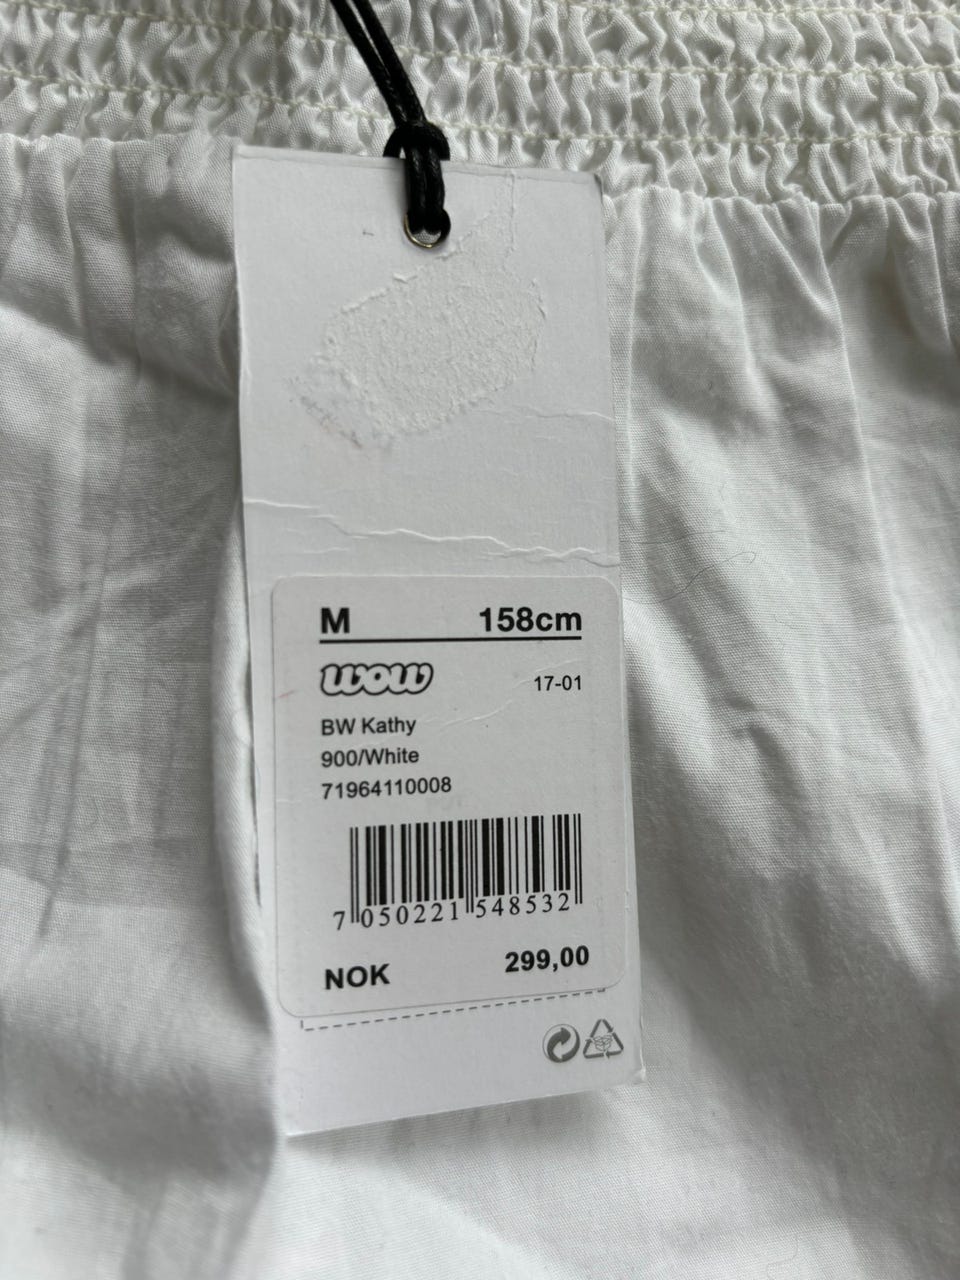 M 158cm
wow 17-01
BW Kathy
900/White
71964110008
7 050221 548532
NOK 299,00